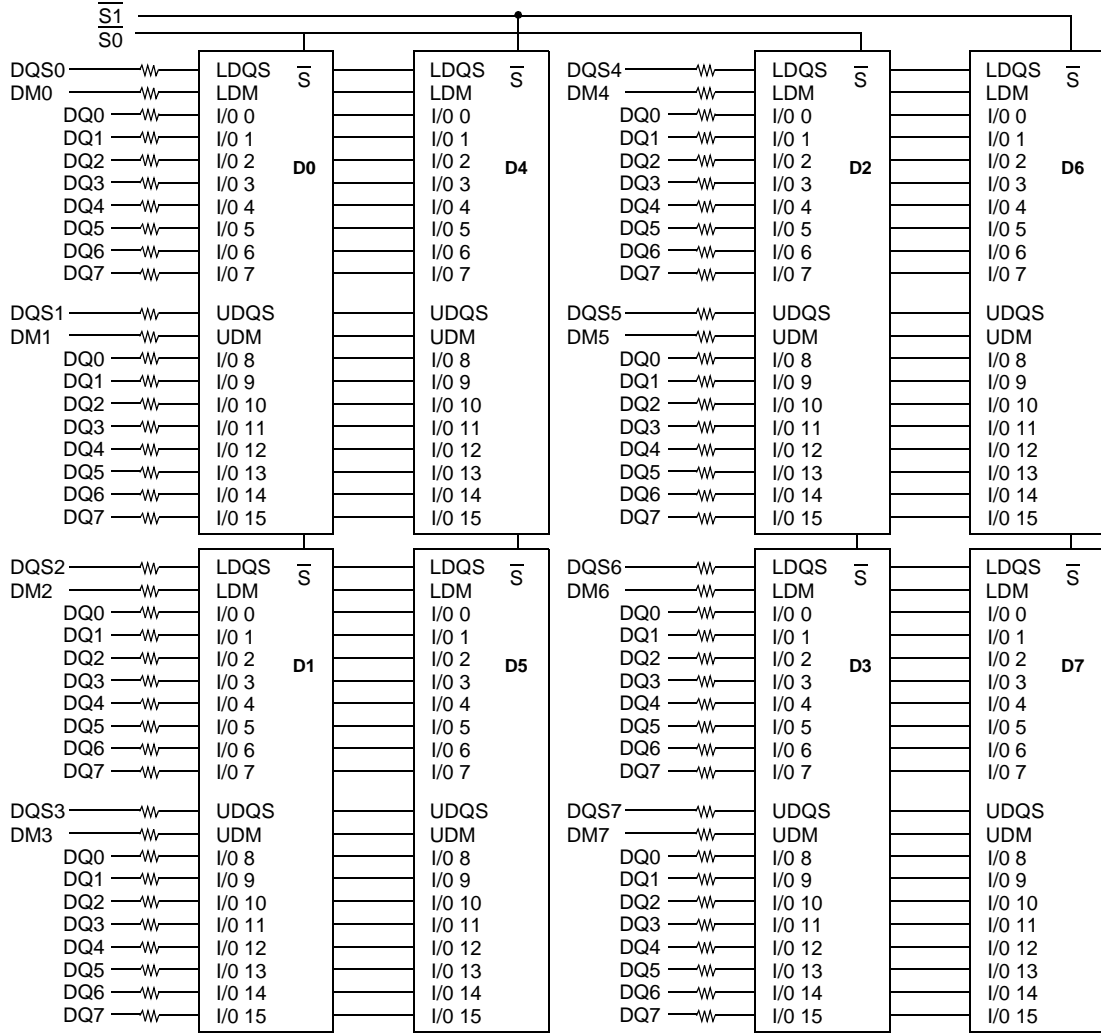 S̅1̅
S̅0̅
DQS0 LDQS S̅ LDQS S̅ DQS4 LDQS S̅ LDQS S̅
DM0 LDM LDM DM4 LDM LDM
DQ0 I/0 0 I/0 0 DQ0 I/0 0 I/0 0
DQ1 I/0 1 I/0 1 DQ1 I/0 1 I/0 1
DQ2 I/0 2 D0 I/0 2 D4 DQ2 I/0 2 D2 I/0 2 D6
DQ3 I/0 3 I/0 3 DQ3 I/0 3 I/0 3
DQ4 I/0 4 I/0 4 DQ4 I/0 4 I/0 4
DQ5 I/0 5 I/0 5 DQ5 I/0 5 I/0 5
DQ6 I/0 6 I/0 6 DQ6 I/0 6 I/0 6
DQ7 I/0 7 I/0 7 DQ7 I/0 7 I/0 7
DQS1 UDQS UDQS DQS5 UDQS UDQS
DM1 UDM UDM DM5 UDM UDM
DQ0 I/0 8 I/0 8 DQ0 I/0 8 I/0 8
DQ1 I/0 9 I/0 9 DQ1 I/0 9 I/0 9
DQ2 I/0 10 I/0 10 DQ2 I/0 10 I/0 10
DQ3 I/0 11 I/0 11 DQ3 I/0 11 I/0 11
DQ4 I/0 12 I/0 12 DQ4 I/0 12 I/0 12
DQ5 I/0 13 I/0 13 DQ5 I/0 13 I/0 13
DQ6 I/0 14 I/0 14 DQ6 I/0 14 I/0 14
DQ7 I/0 15 I/0 15 DQ7 I/0 15 I/0 15
DQS2 LDQS S̅ LDQS S̅ DQS6 LDQS S̅ LDQS S̅
DM2 LDM LDM DM6 LDM LDM
DQ0 I/0 0 I/0 0 DQ0 I/0 0 I/0 0
DQ1 I/0 1 I/0 1 DQ1 I/0 1 I/0 1
DQ2 I/0 2 D1 I/0 2 D5 DQ2 I/0 2 D3 I/0 2 D7
DQ3 I/0 3 I/0 3 DQ3 I/0 3 I/0 3
DQ4 I/0 4 I/0 4 DQ4 I/0 4 I/0 4
DQ5 I/0 5 I/0 5 DQ5 I/0 5 I/0 5
DQ6 I/0 6 I/0 6 DQ6 I/0 6 I/0 6
DQ7 I/0 7 I/0 7 DQ7 I/0 7 I/0 7
DQS3 UDQS UDQS DQS7 UDQS UDQS
DM3 UDM UDM DM7 UDM UDM
DQ0 I/0 8 I/0 8 DQ0 I/0 8 I/0 8
DQ1 I/0 9 I/0 9 DQ1 I/0 9 I/0 9
DQ2 I/0 10 I/0 10 DQ2 I/0 10 I/0 10
DQ3 I/0 11 I/0 11 DQ3 I/0 11 I/0 11
DQ4 I/0 12 I/0 12 DQ4 I/0 12 I/0 12
DQ5 I/0 13 I/0 13 DQ5 I/0 13 I/0 13
DQ6 I/0 14 I/0 14 DQ6 I/0 14 I/0 14
DQ7 I/0 15 I/0 15 DQ7 I/0 15 I/0 15